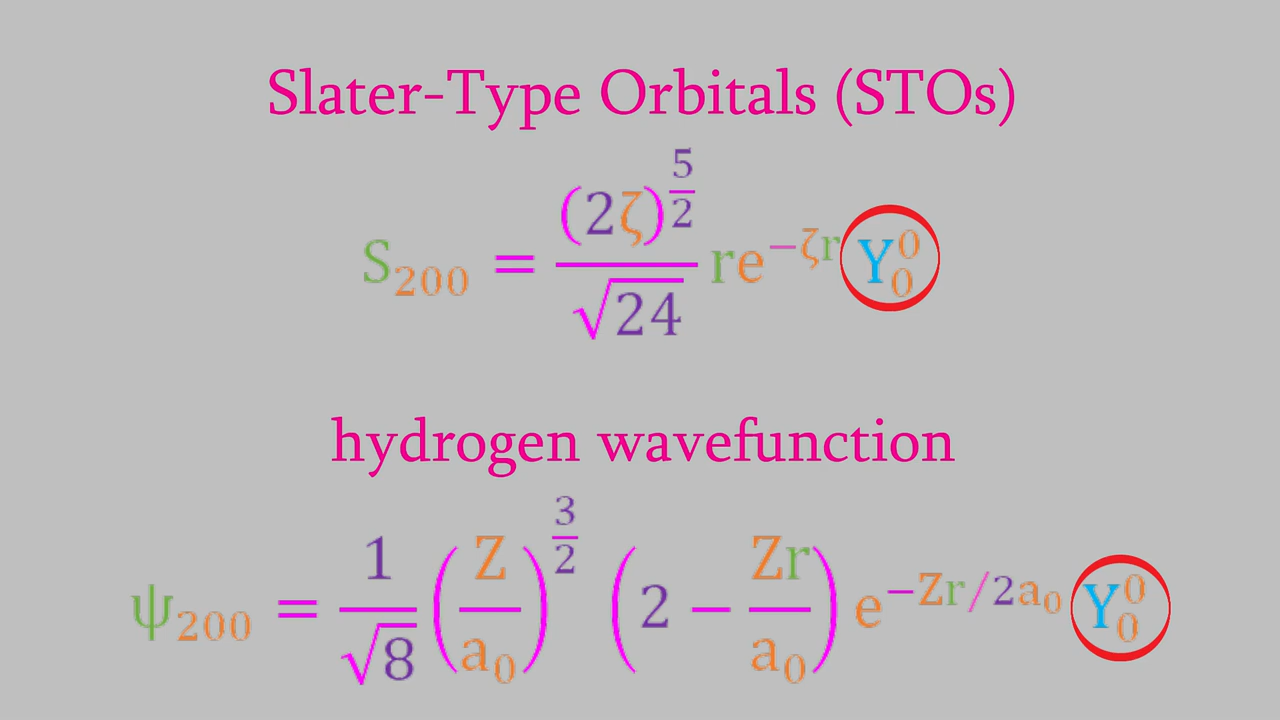 Slater-Type Orbitals (STOs)
S₂₀₀ = (2ζ)^(5/2) / √24 re^(−ζr) Y₀⁰
hydrogen wavefunction
ψ₂₀₀ = 1/√8 (Z/a₀)^(3/2) (2 − Zr/a₀) e^(−Zr/2a₀) Y₀⁰